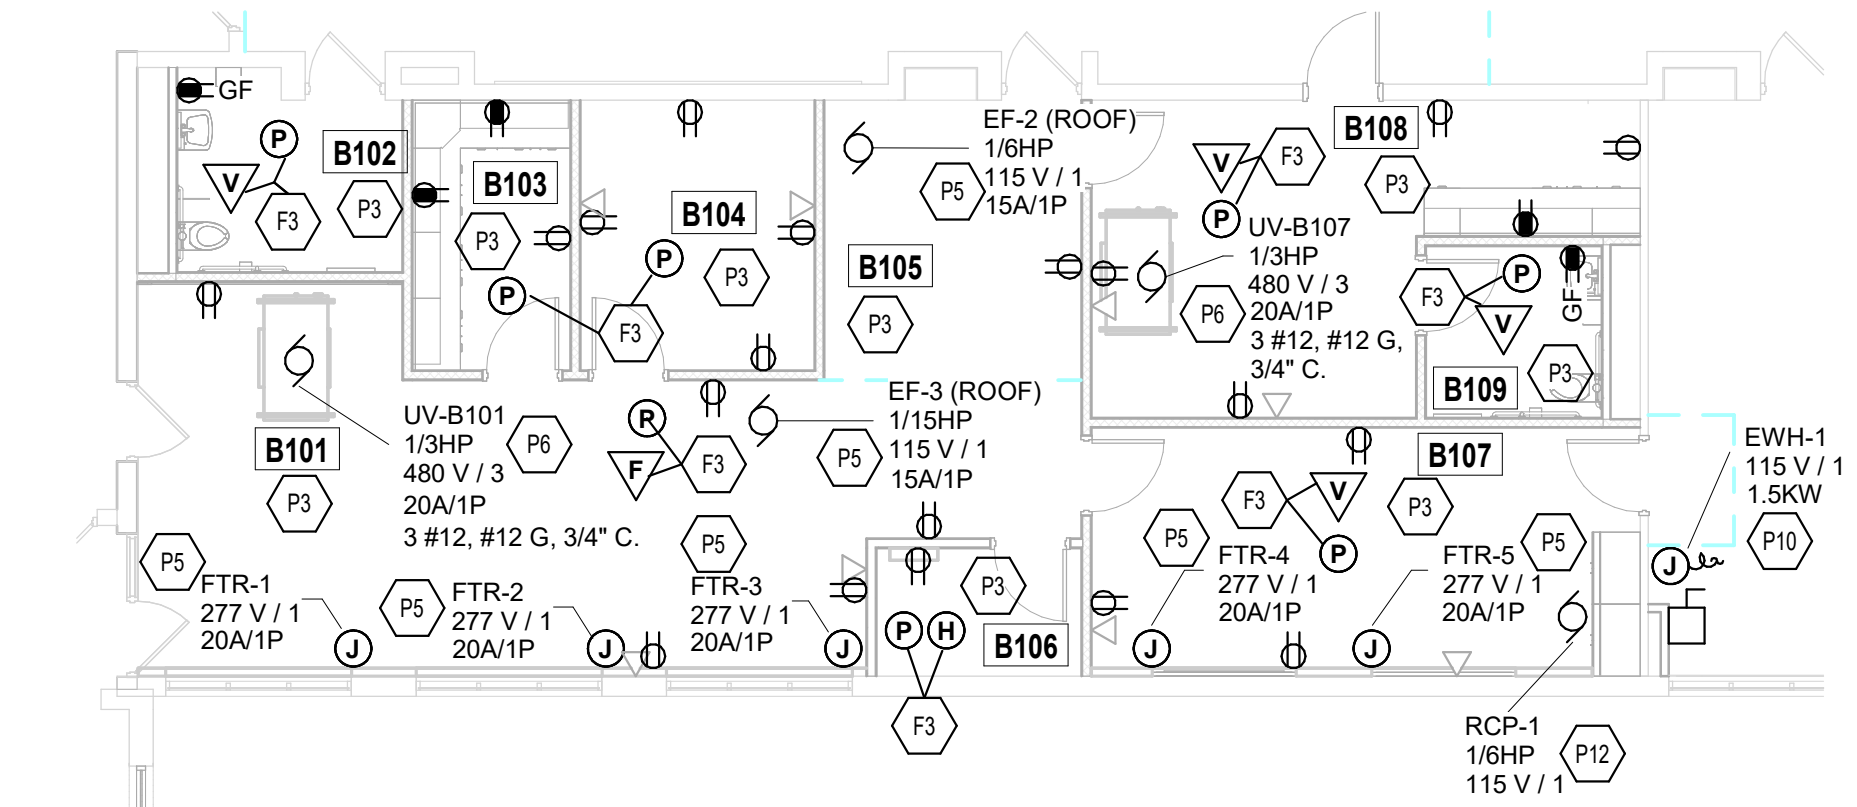 GF
P
V
F3
B102
P3
B103
P3
P
B104
P3
P
F3
EF-2 (ROOF)
1/6HP
115 V / 1
15A/1P
P5
B105
P3
B108
P3
V
F3
P
UV-B107
1/3HP
480 V / 3
20A/1P
3 #12, #12 G,
3/4" C.
P6
F3
P
V
GF
B109
P3
B101
P3
UV-B101
1/3HP
480 V / 3
20A/1P
3 #12, #12 G, 3/4" C.
P6
R
F
F3
EF-3 (ROOF)
1/15HP
115 V / 1
15A/1P
P5
B107
P3
F3
V
P
EWH-1
115 V / 1
1.5KW
P10
J
P5
FTR-1
277 V / 1
20A/1P
J
P5
FTR-2
277 V / 1
20A/1P
J
P5
FTR-3
277 V / 1
20A/1P
J
P3
P
H
B106
F3
P5
FTR-4
277 V / 1
20A/1P
J
P5
FTR-5
277 V / 1
20A/1P
J
RCP-1
1/6HP
115 V / 1
P12